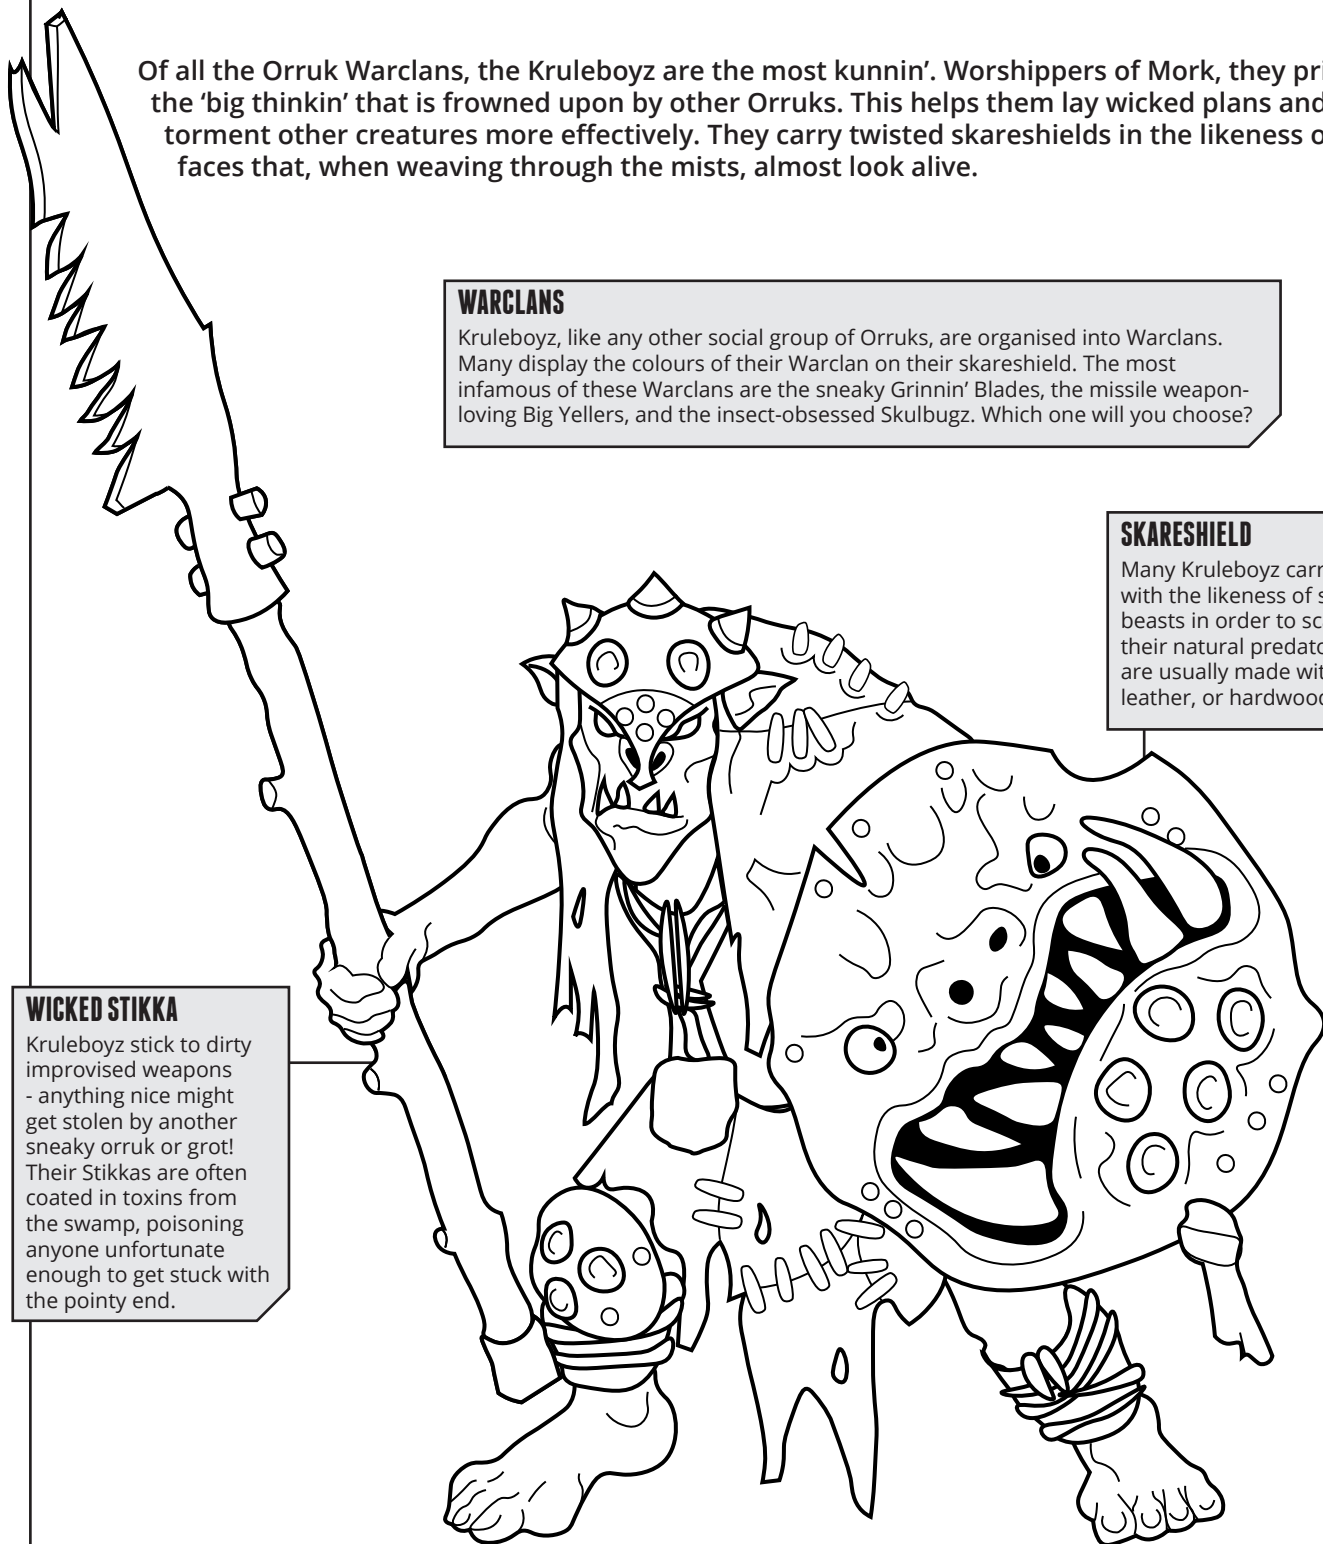 Of all the Orruk Warclans, the Kruleboyz are the most kunnin’. Worshippers of Mork, they
the ‘big thinkin’ that is frowned upon by other Orruks. This helps them lay wicked plans and
torment other creatures more effectively. They carry twisted skareshields in the likeness
faces that, when weaving through the mists, almost look alive.
WARCLANS
Kruleboyz, like any other social group of Orruks, are organised into Warclans.
Many display the colours of their Warclan on their skareshield. The most
infamous of these Warclans are the sneaky Grinnin’ Blades, the missile weapon-
loving Big Yellers, and the insect-obsessed Skulbugz. Which one will you choose?
SKARESHIELD
Many Kruleboyz
with the likeness of
beasts in order to
their natural
are usually made
leather, or
WICKED STIKKA
Kruleboyz stick to dirty
improvised weapons
- anything nice might
get stolen by another
sneaky orruk or grot!
Their Stikkas are often
coated in toxins from
the swamp, poisoning
anyone unfortunate
enough to get stuck with
the pointy end.